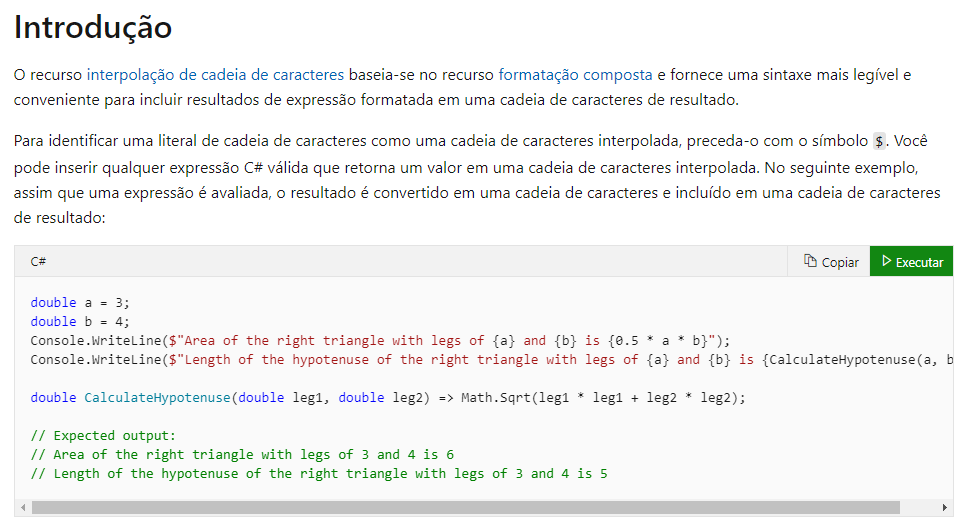 Introdução
O recurso interpolação de cadeia de caracteres baseia-se no recurso formatação composta e fornece uma sintaxe mais legível e
conveniente para incluir resultados de expressão formatada em uma cadeia de caracteres de resultado.
Para identificar uma literal de cadeia de caracteres como uma cadeia de caracteres interpolada, preceda-o com o símbolo $. Você
pode inserir qualquer expressão C# válida que retorna um valor em uma cadeia de caracteres interpolada. No seguinte exemplo,
assim que uma expressão é avaliada, o resultado é convertido em uma cadeia de caracteres e incluído em uma cadeia de caracteres
de resultado:
C# Copiar Executar
double a = 3;
double b = 4;
Console.WriteLine($"Area of the right triangle with legs of {a} and {b} is {0.5 * a * b}");
Console.WriteLine($"Length of the hypotenuse of the right triangle with legs of {a} and {b} is {CalculateHypotenuse(a, b
double CalculateHypotenuse(double leg1, double leg2) => Math.Sqrt(leg1 * leg1 + leg2 * leg2);
// Expected output:
// Area of the right triangle with legs of 3 and 4 is 6
// Length of the hypotenuse of the right triangle with legs of 3 and 4 is 5